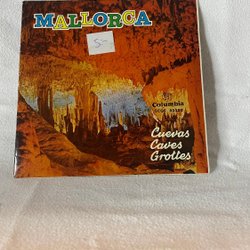 MALLORCA
5-
Columbia
Cuevas
Caves
Grottes